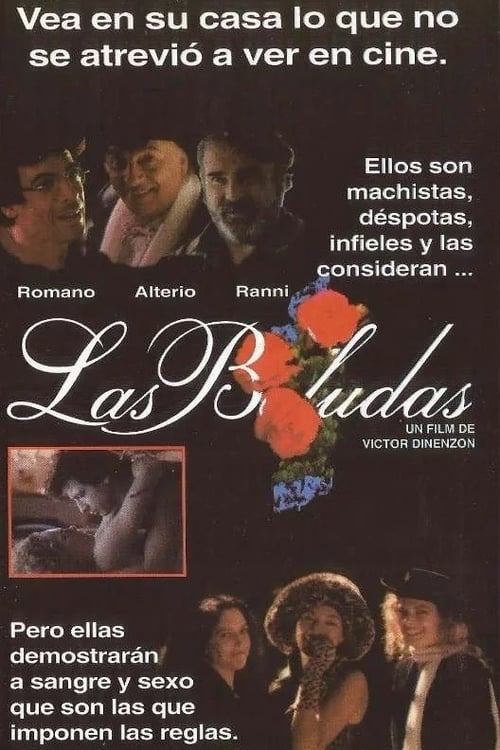 Vea en su casa lo que no
se atrevió a ver en cine.
Ellos son
machistas,
déspotas,
infieles y las
consideran ...
Romano Alterio Ranni
Las Boludas
UN FILM DE
VICTOR DINENZON
Pero ellas
demostrarán
a sangre y sexo
que son las que
imponen las reglas.